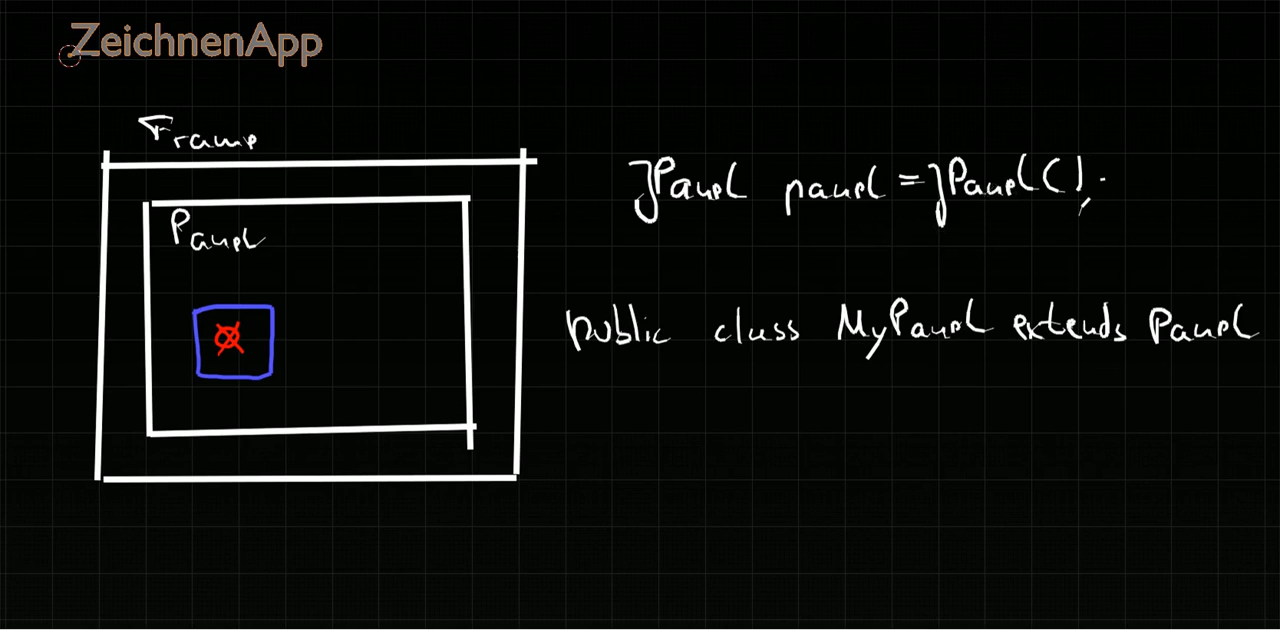 ZeichnenApp
Frame
JPanel panel = JPanel();
Panel
public class MyPanel extends Panel